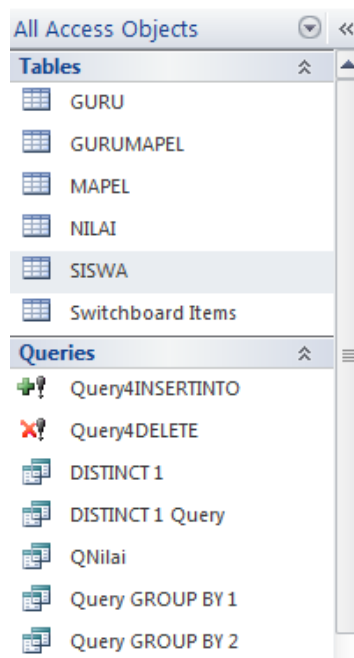 All Access Objects
Tables
GURU
GURUMAPEL
MAPEL
NILAI
SISWA
Switchboard Items
Queries
Query4INSERTINTO
Query4DELETE
DISTINCT 1
DISTINCT 1 Query
QNilai
Query GROUP BY 1
Query GROUP BY 2